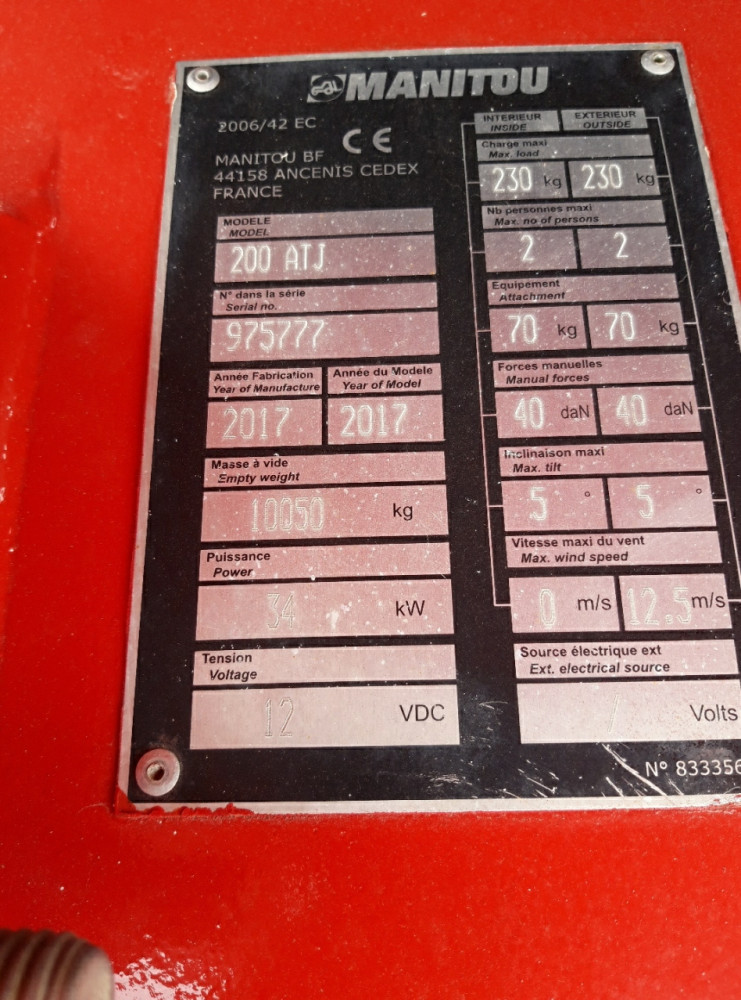 MANITOU
2006/42 EC
CE
MANITOU BF
44158 ANCENIS CEDEX
FRANCE
MODELE
MODEL
200 ATJ
N° dans la série
Serial no.
975777
Année Fabrication
Year of Manufacture
Année du Modele
Year of Model
2017
2017
Masse à vide
Empty weight
10050 kg
Puissance
Power
34 kW
Tension
Voltage
12 VDC
INTERIEUR
INSIDE
EXTERIEUR
OUTSIDE
Charge maxi
Max. load
230 kg 230 kg
Nb personnes maxi
Max. no of persons
2 2
Equipement
Attachment
70 kg 70 kg
Forces manuelles
Manual forces
40 daN 40 daN
Inclinaison maxi
Max. tilt
5 ° 5 °
Vitesse maxi du vent
Max. wind speed
0 m/s 12.5 m/s
Source électrique ext
Ext. electrical source
/ Volts
N° 833356